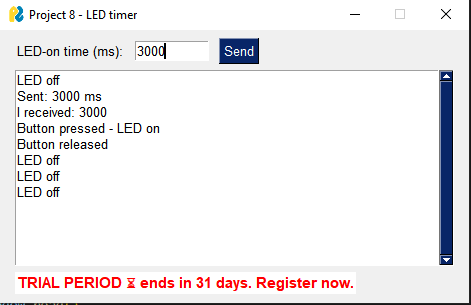 Project 8 - LED timer
LED-on time (ms): 3000 Send
LED off
Sent: 3000 ms
I received: 3000
Button pressed - LED on
Button released
LED off
LED off
LED off
TRIAL PERIOD ⧖ ends in 31 days. Register now.